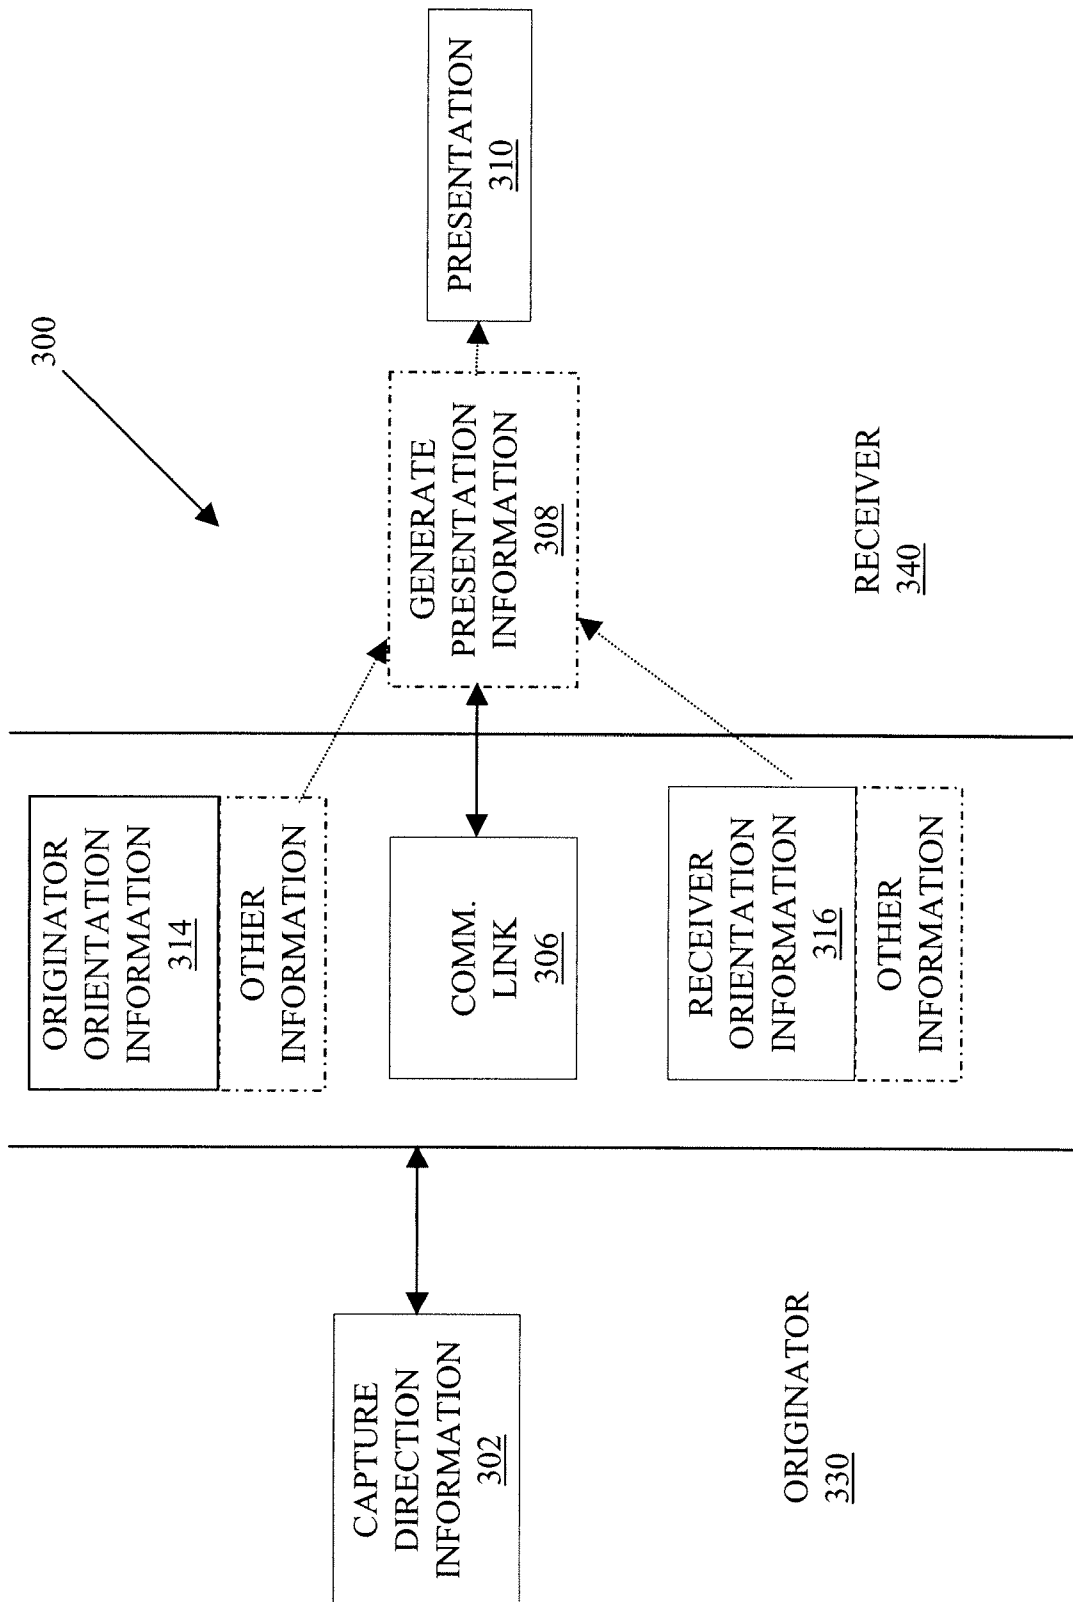 300
CAPTURE
DIRECTION
INFORMATION
302
ORIGINATOR
330
ORIGINATOR
ORIENTATION
INFORMATION
314
OTHER
INFORMATION
COMM.
LINK
306
RECEIVER
ORIENTATION
INFORMATION
316
OTHER
INFORMATION
GENERATE
PRESENTATION
INFORMATION
308
PRESENTATION
310
RECEIVER
340